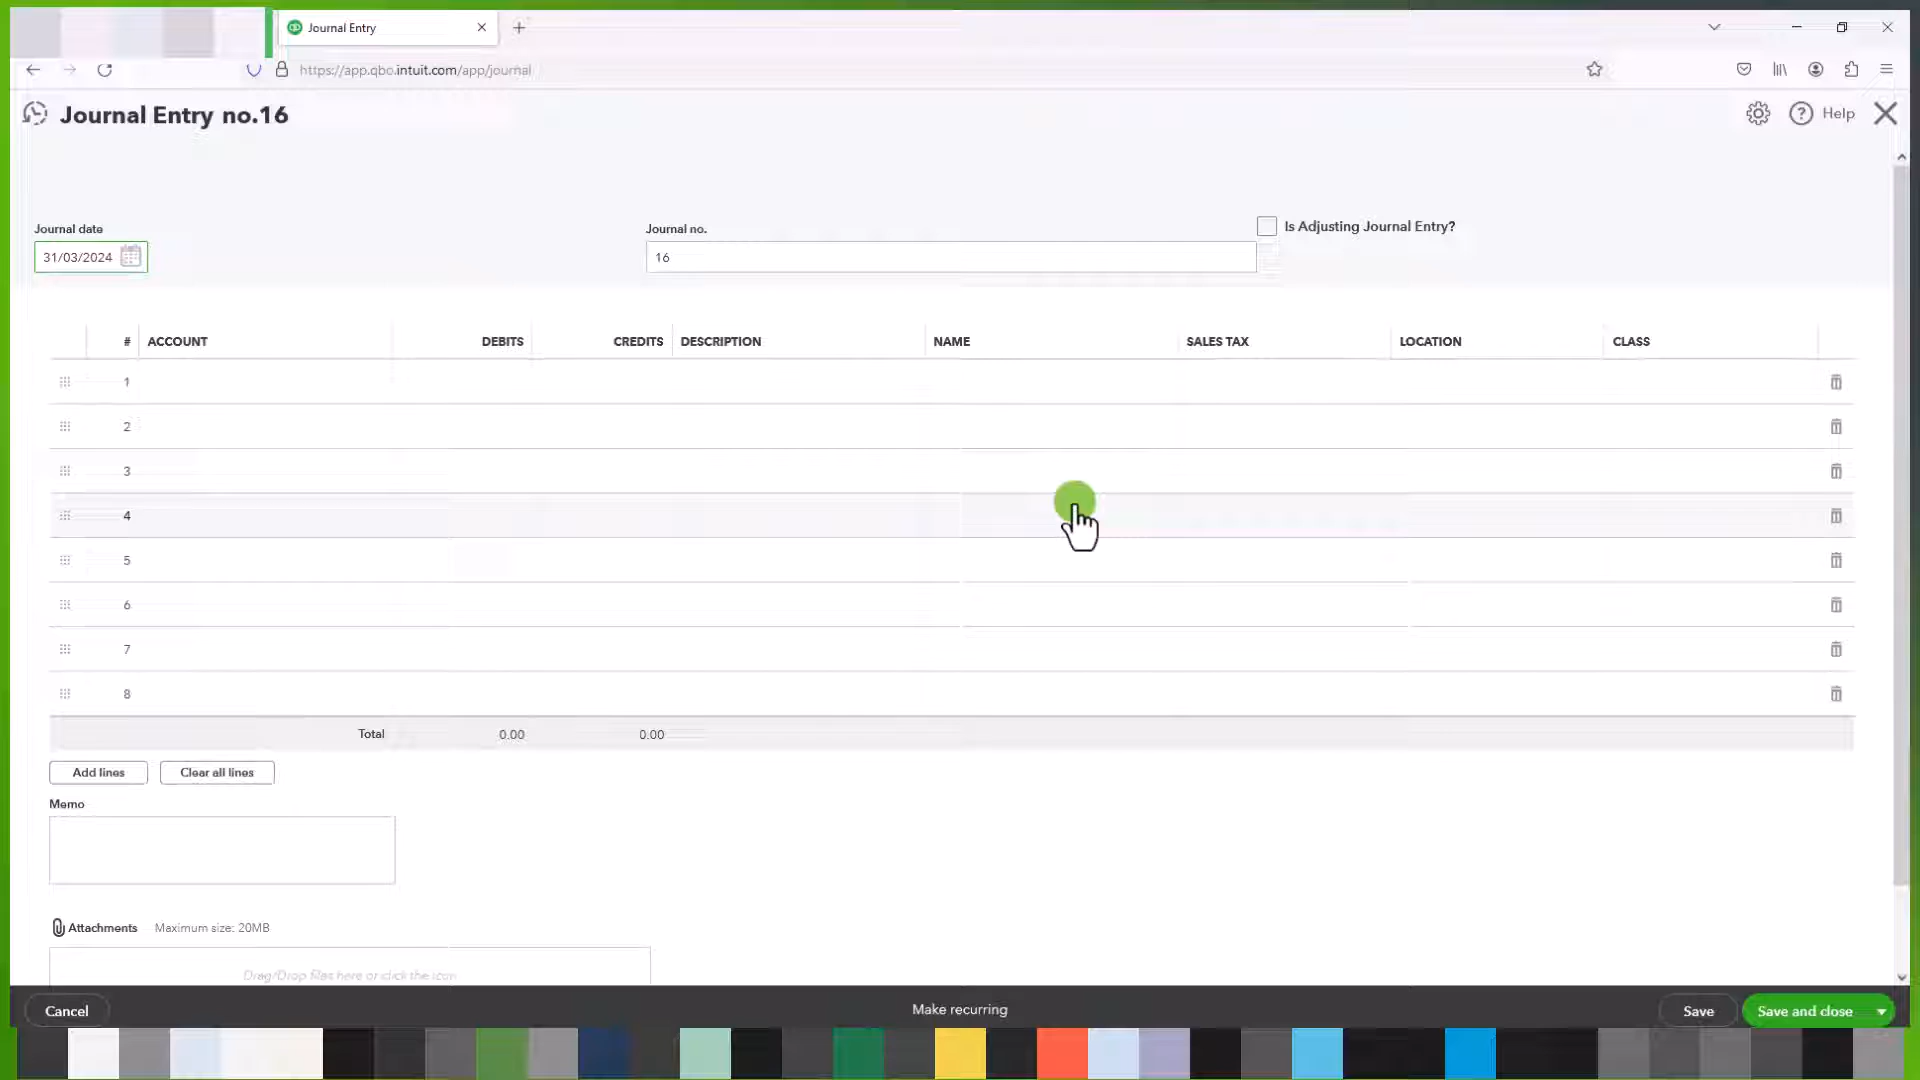 Journal Entry
https://app.qbo.intuit.com/app/journal
Journal Entry no.16
Help
Journal date
Journal no.
Is Adjusting Journal Entry?
31/03/2024
16
# ACCOUNT DEBITS CREDITS DESCRIPTION NAME SALES TAX LOCATION CLASS
1
2
3
4
5
6
7
8
Total 0.00 0.00
Add lines Clear all lines
Memo
Attachments Maximum size: 20MB
Drag/Drop files here or click the icon
Cancel Make recurring Save Save and close